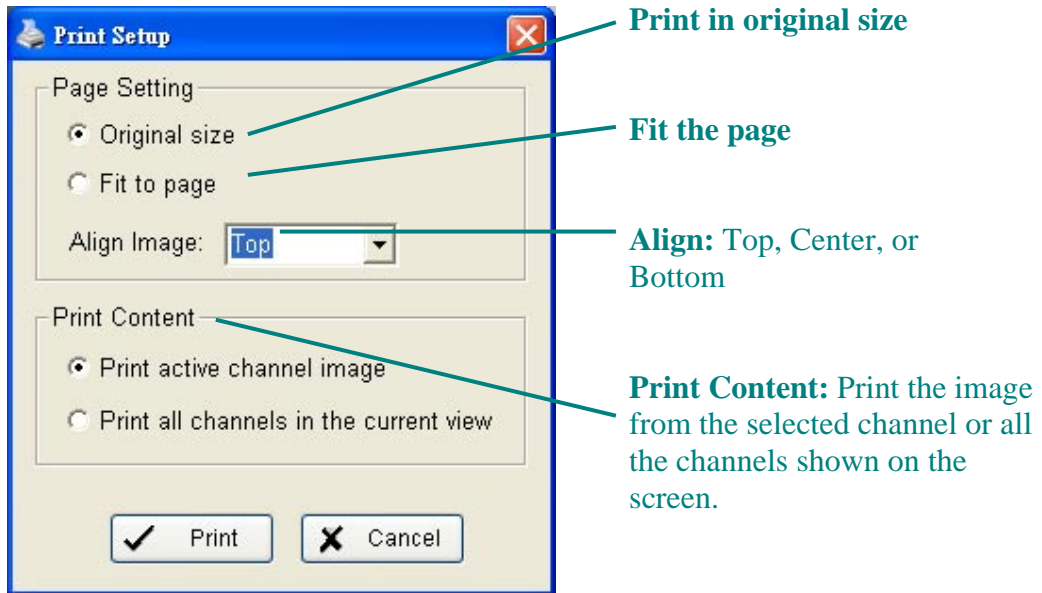 Print Setup
Page Setting
Original size
Fit to page
Align Image: Top
Print Content
Print active channel image
Print all channels in the current view
Print
Cancel
Print in original size
Fit the page
Align: Top, Center, or
Bottom
Print Content: Print the image
from the selected channel or all
the channels shown on the
screen.